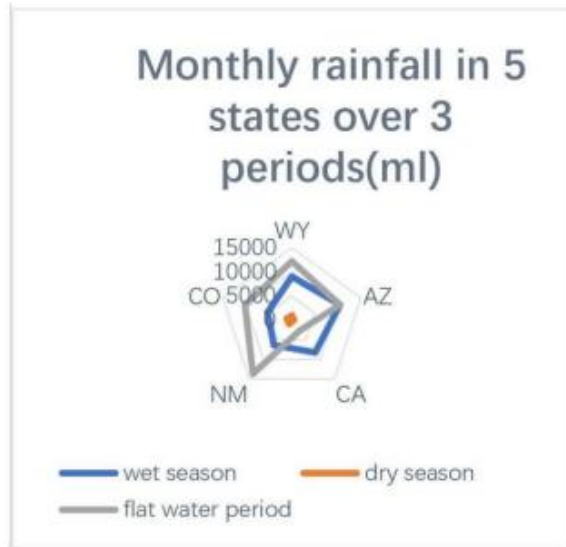 Monthly rainfall in 5
states over 3
periods(ml)
WY
15000
10000
5000
0
CO
AZ
NM
CA
wet season
dry season
flat water period